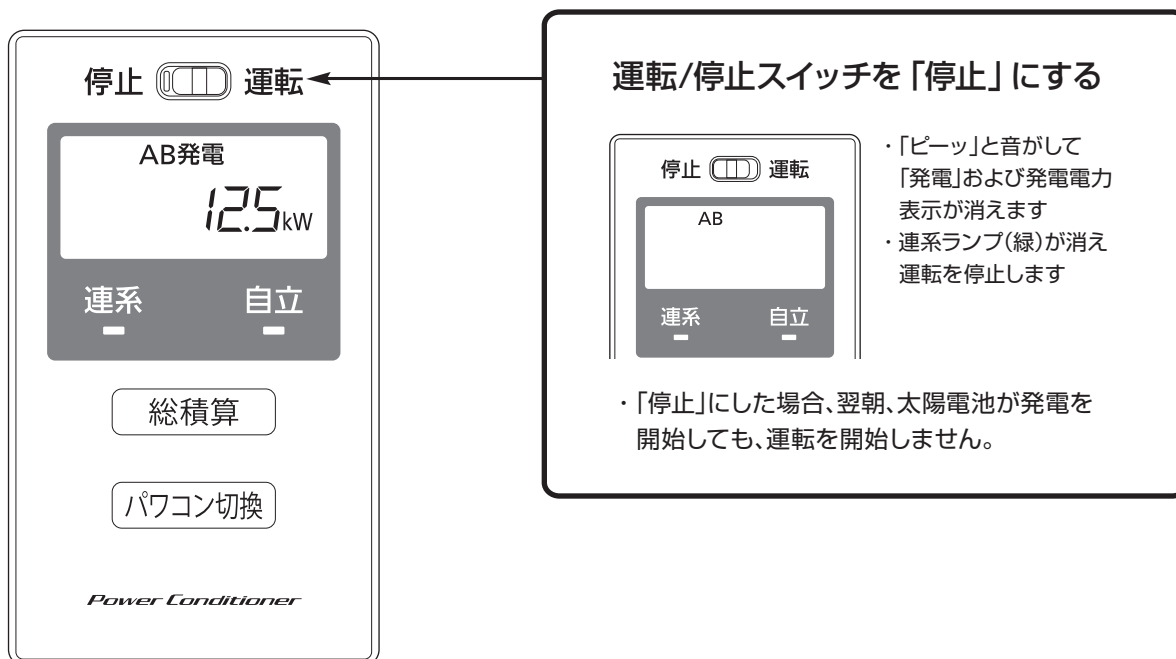 停止 運転
AB発電
12.5kW
連系 自立
総積算
パワコン切換
Power Conditioner
運転/停止スイッチを「停止」にする
停止 運転
AB
連系 自立
・「ピーッ」と音がして
「発電」および発電電力
表示が消えます
・連系ランプ(緑)が消え
運転を停止します
・「停止」にした場合、翌朝、太陽電池が発電を
開始しても、運転を開始しません。